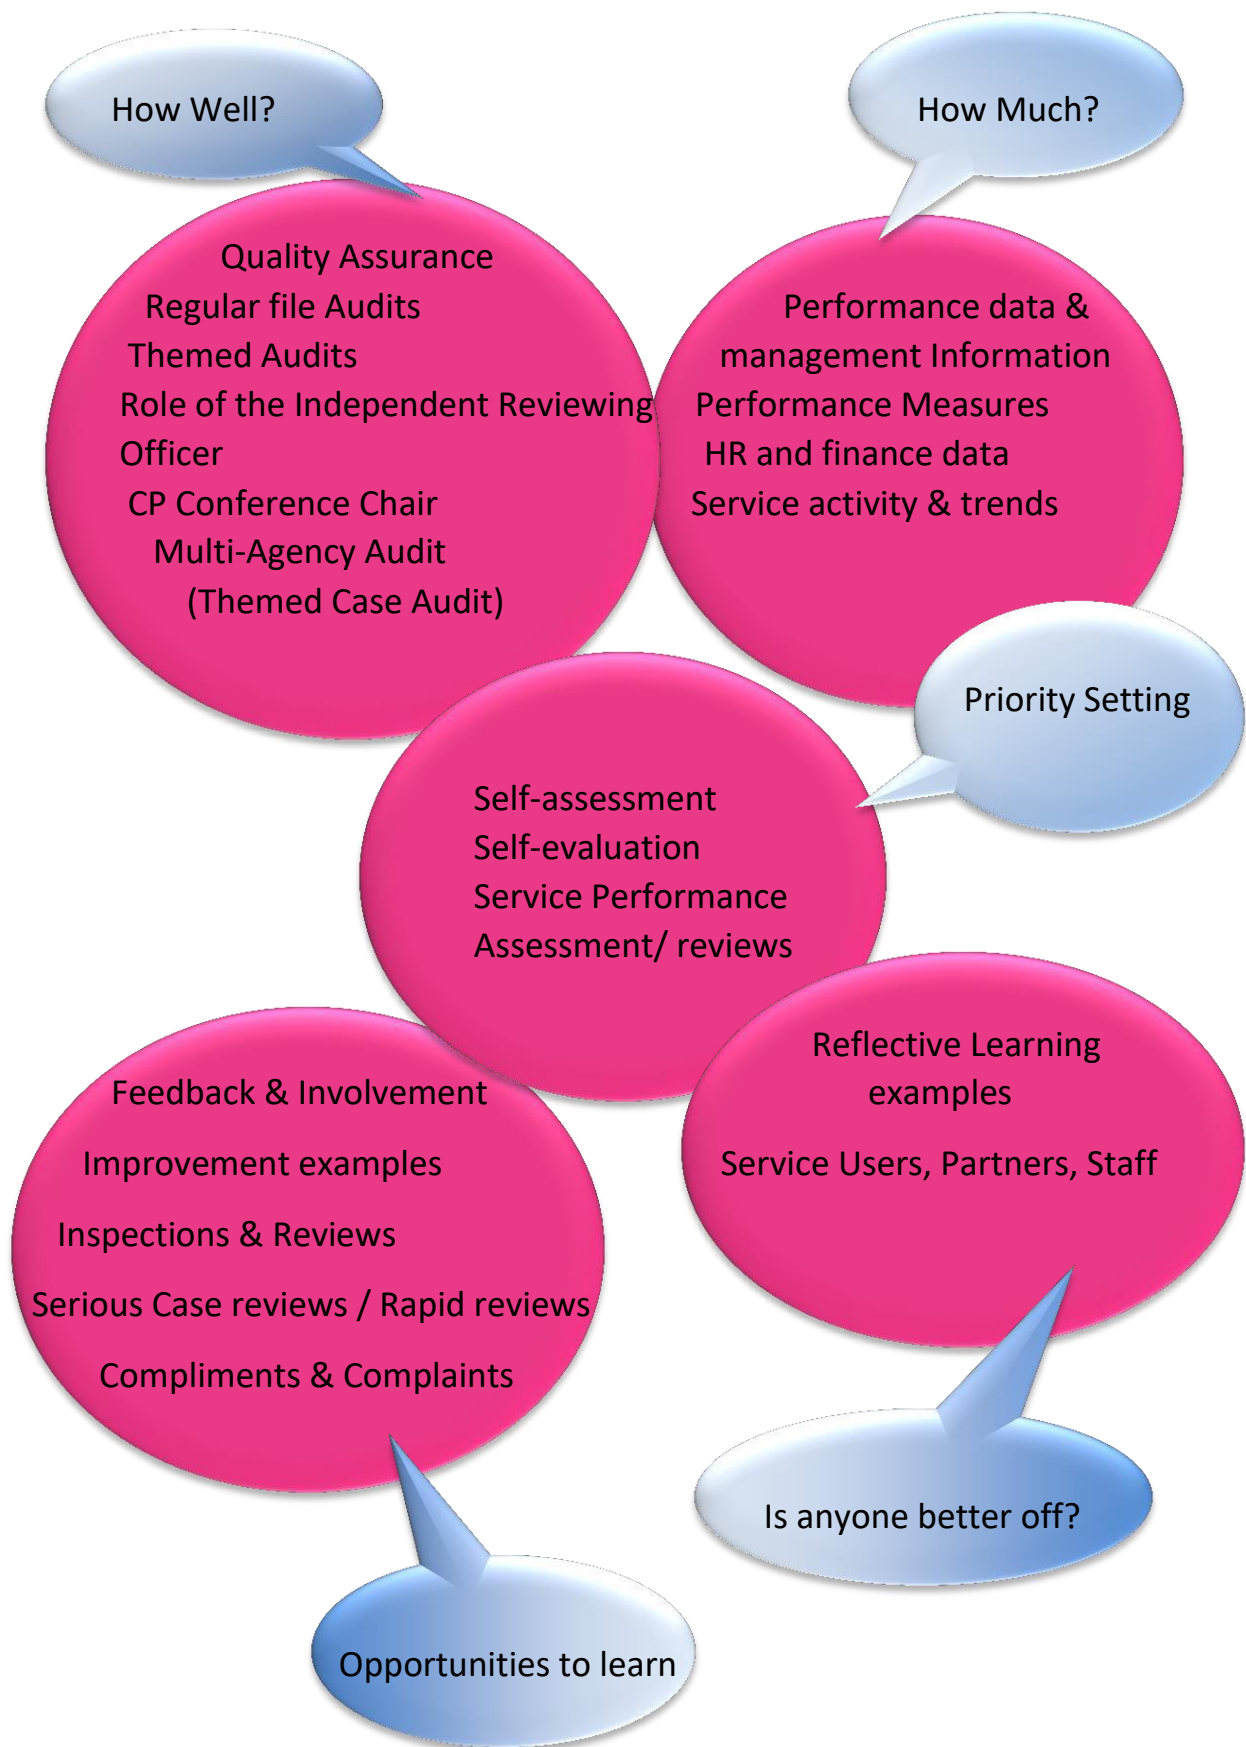 How Well?
How Much?
Quality Assurance
Regular file Audits
Themed Audits
Role of the Independent Reviewing
Officer
CP Conference Chair
Multi-Agency Audit
(Themed Case Audit)
Performance data &
management Information
Performance Measures
HR and finance data
Service activity & trends
Priority Setting
Self-assessment
Self-evaluation
Service Performance
Assessment/ reviews
Feedback & Involvement
Improvement examples
Inspections & Reviews
Serious Case reviews / Rapid reviews
Compliments & Complaints
Reflective Learning
examples
Service Users, Partners, Staff
Is anyone better off?
Opportunities to learn